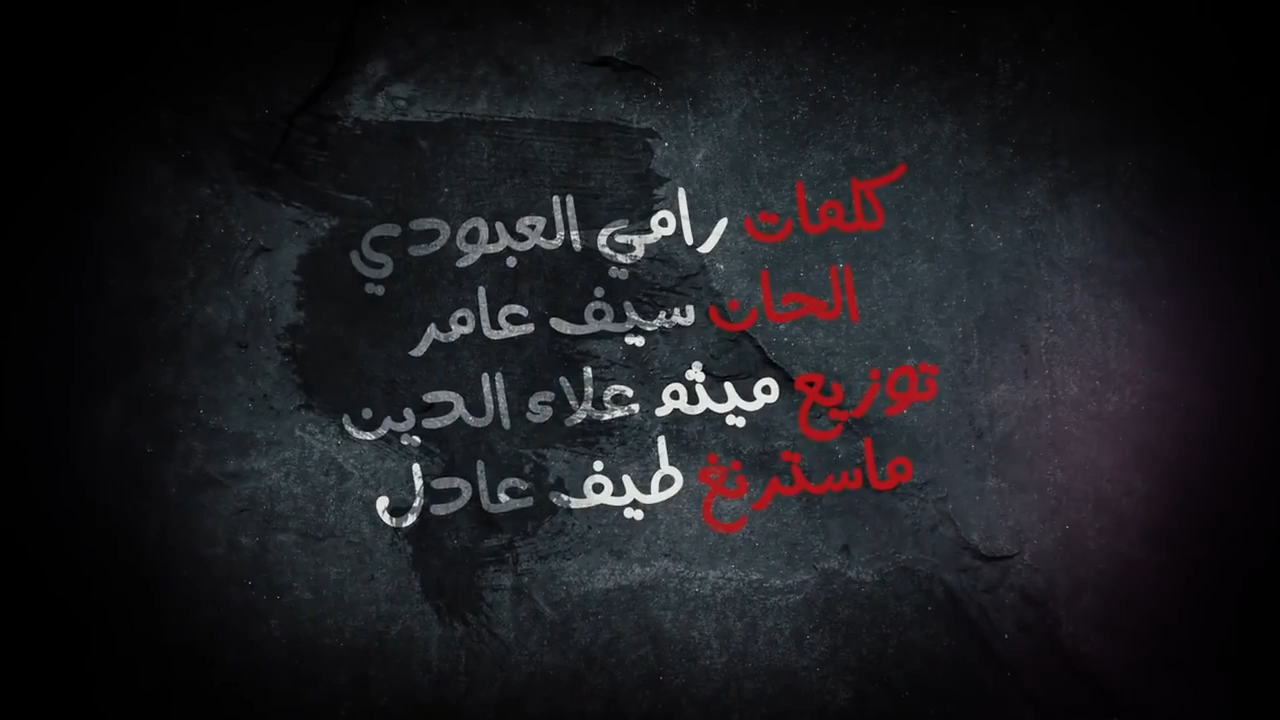 كلمات رامي العبودي
الحان سيف عامر
توزيع ميثم علاء الدين
ماسترنغ طيف عادل